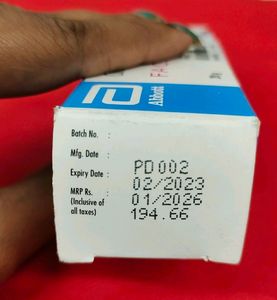 Abbott
Batch No. :
Mfg. Date :
Expiry Date :
MRP Rs. :
(Inclusive of
all taxes)
PD002
02/2023
01/2026
194.66